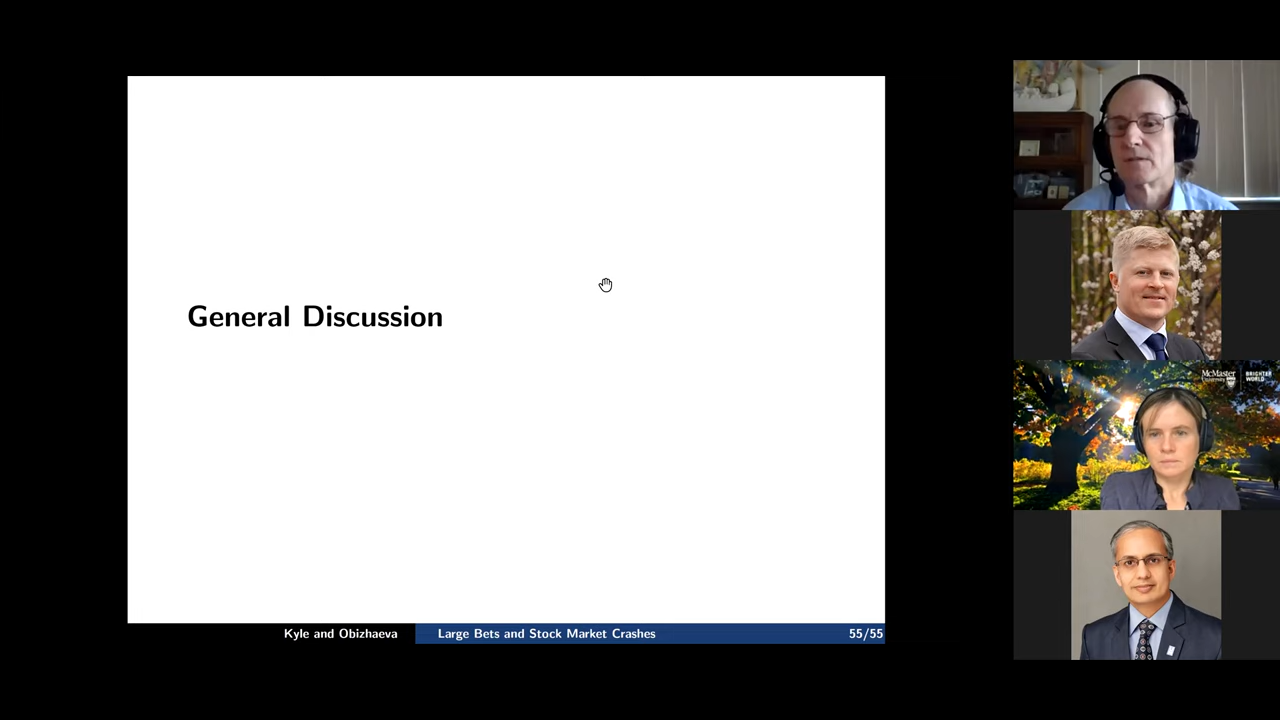 General Discussion
Kyle and Obizhaeva
Large Bets and Stock Market Crashes
55/55
McMaster
University
BRIGHTER
WORLD